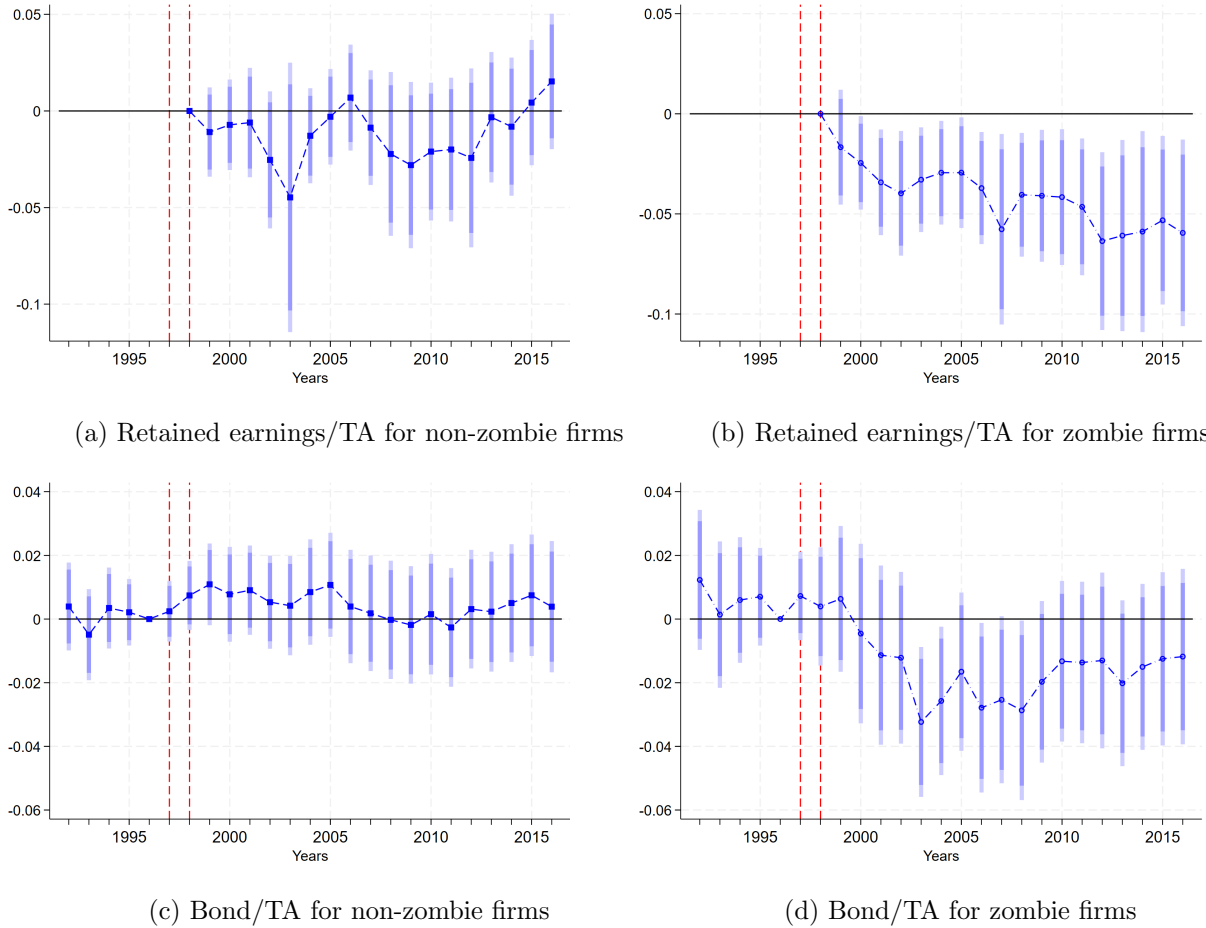 0.05
0
-0.05
-0.1
1995 2000 2005 2010 2015
Years
(a) Retained earnings/TA for non-zombie firms
0.05
0
-0.05
-0.1
1995 2000 2005 2010 2015
Years
(b) Retained earnings/TA for zombie firms
0.04
0.02
0
-0.02
-0.04
-0.06
1995 2000 2005 2010 2015
Years
(c) Bond/TA for non-zombie firms
0.04
0.02
0
-0.02
-0.04
-0.06
1995 2000 2005 2010 2015
Years
(d) Bond/TA for zombie firms